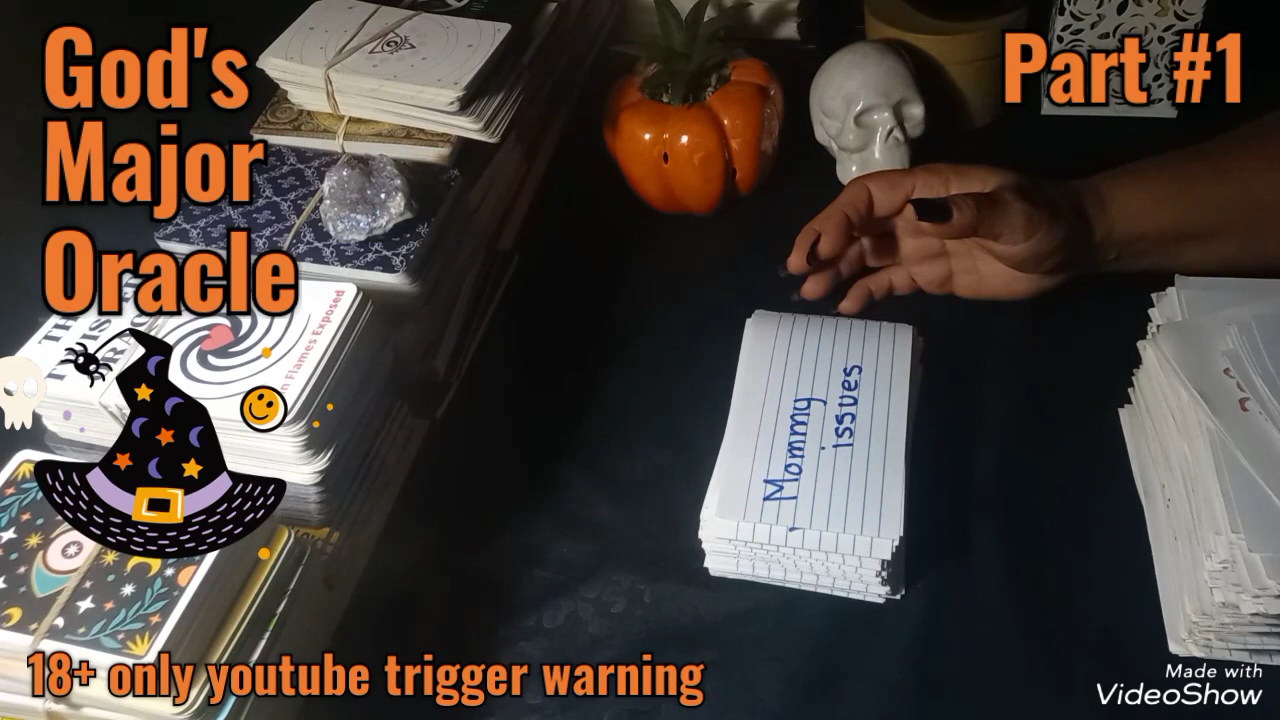 God's
Major
Oracle
Part #1
n Flames Exposed
Mommy
issues
18+ only youtube trigger warning
Made with
VideoShow